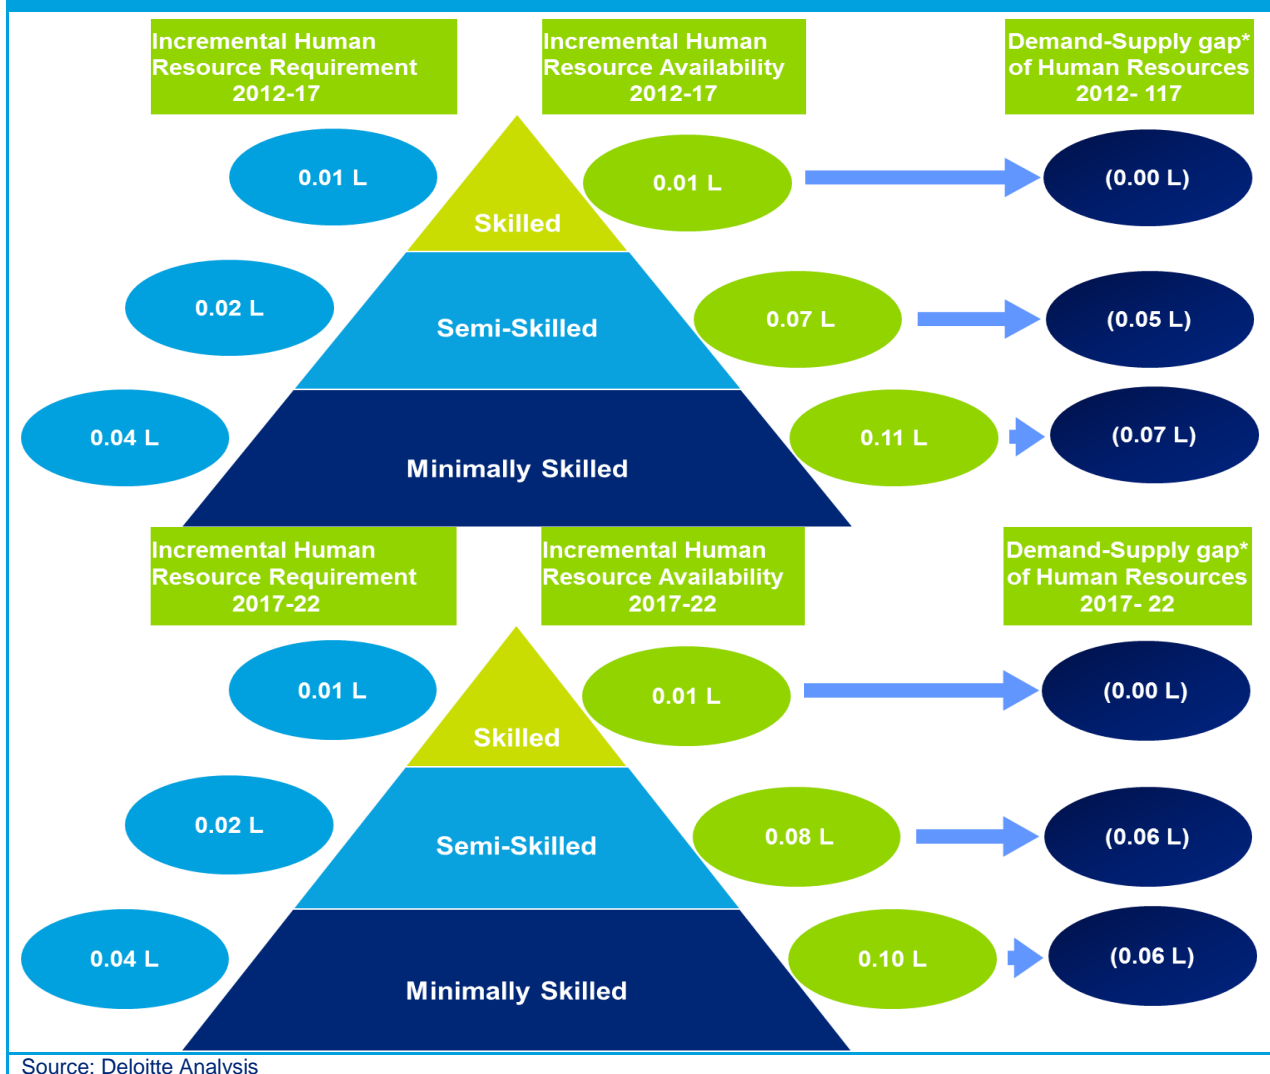 Incremental Human
Resource Requirement
2012-17
Incremental Human
Resource Availability
2012-17
Demand-Supply gap*
of Human Resources
2012- 117
0.01 L
0.01 L
(0.00 L)
Skilled
0.02 L
Semi-Skilled
0.07 L
(0.05 L)
0.04 L
Minimally Skilled
0.11 L
(0.07 L)
Incremental Human
Resource Requirement
2017-22
Incremental Human
Resource Availability
2017-22
Demand-Supply gap*
of Human Resources
2017- 22
0.01 L
0.01 L
(0.00 L)
Skilled
0.02 L
Semi-Skilled
0.08 L
(0.06 L)
0.04 L
Minimally Skilled
0.10 L
(0.06 L)
Source: Deloitte Analysis